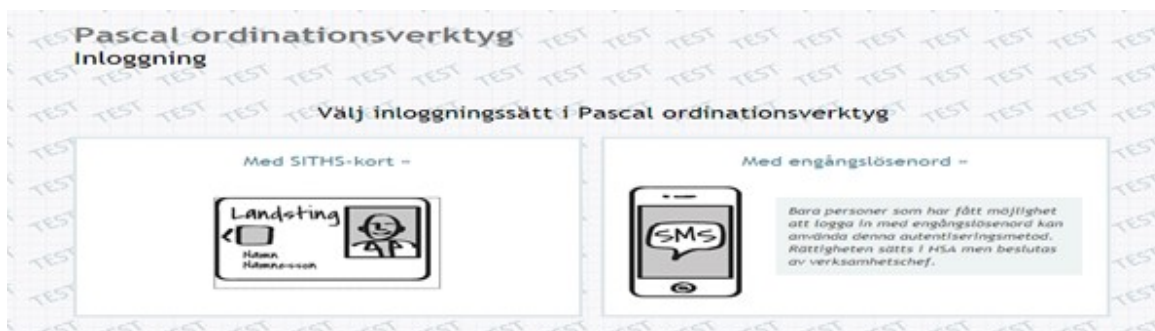 Pascal ordinationsverktyg
Inloggning
Välj inloggningssätt i Pascal ordinationsverktyg
Med SITHS-kort »
Landsting
Namn
Namnesson
Med engångslösenord »
SMS
Bara personer som har fått möjlighet
att logga in med engångslösenord kan
använda denna autentiseringsmetod.
Rättigheten sätts i HSA men beslutas
av verksamhetschef.
TEST